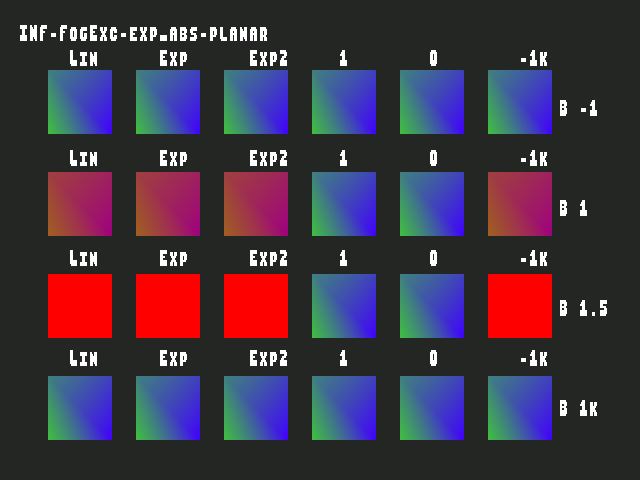 INF-FOGEXC-EXP_ABS-PLANAR
LIN EXP EXP2 1 0 -1K
B -1
LIN EXP EXP2 1 0 -1K
B 1
LIN EXP EXP2 1 0 -1K
B 1.5
LIN EXP EXP2 1 0 -1K
B 1K